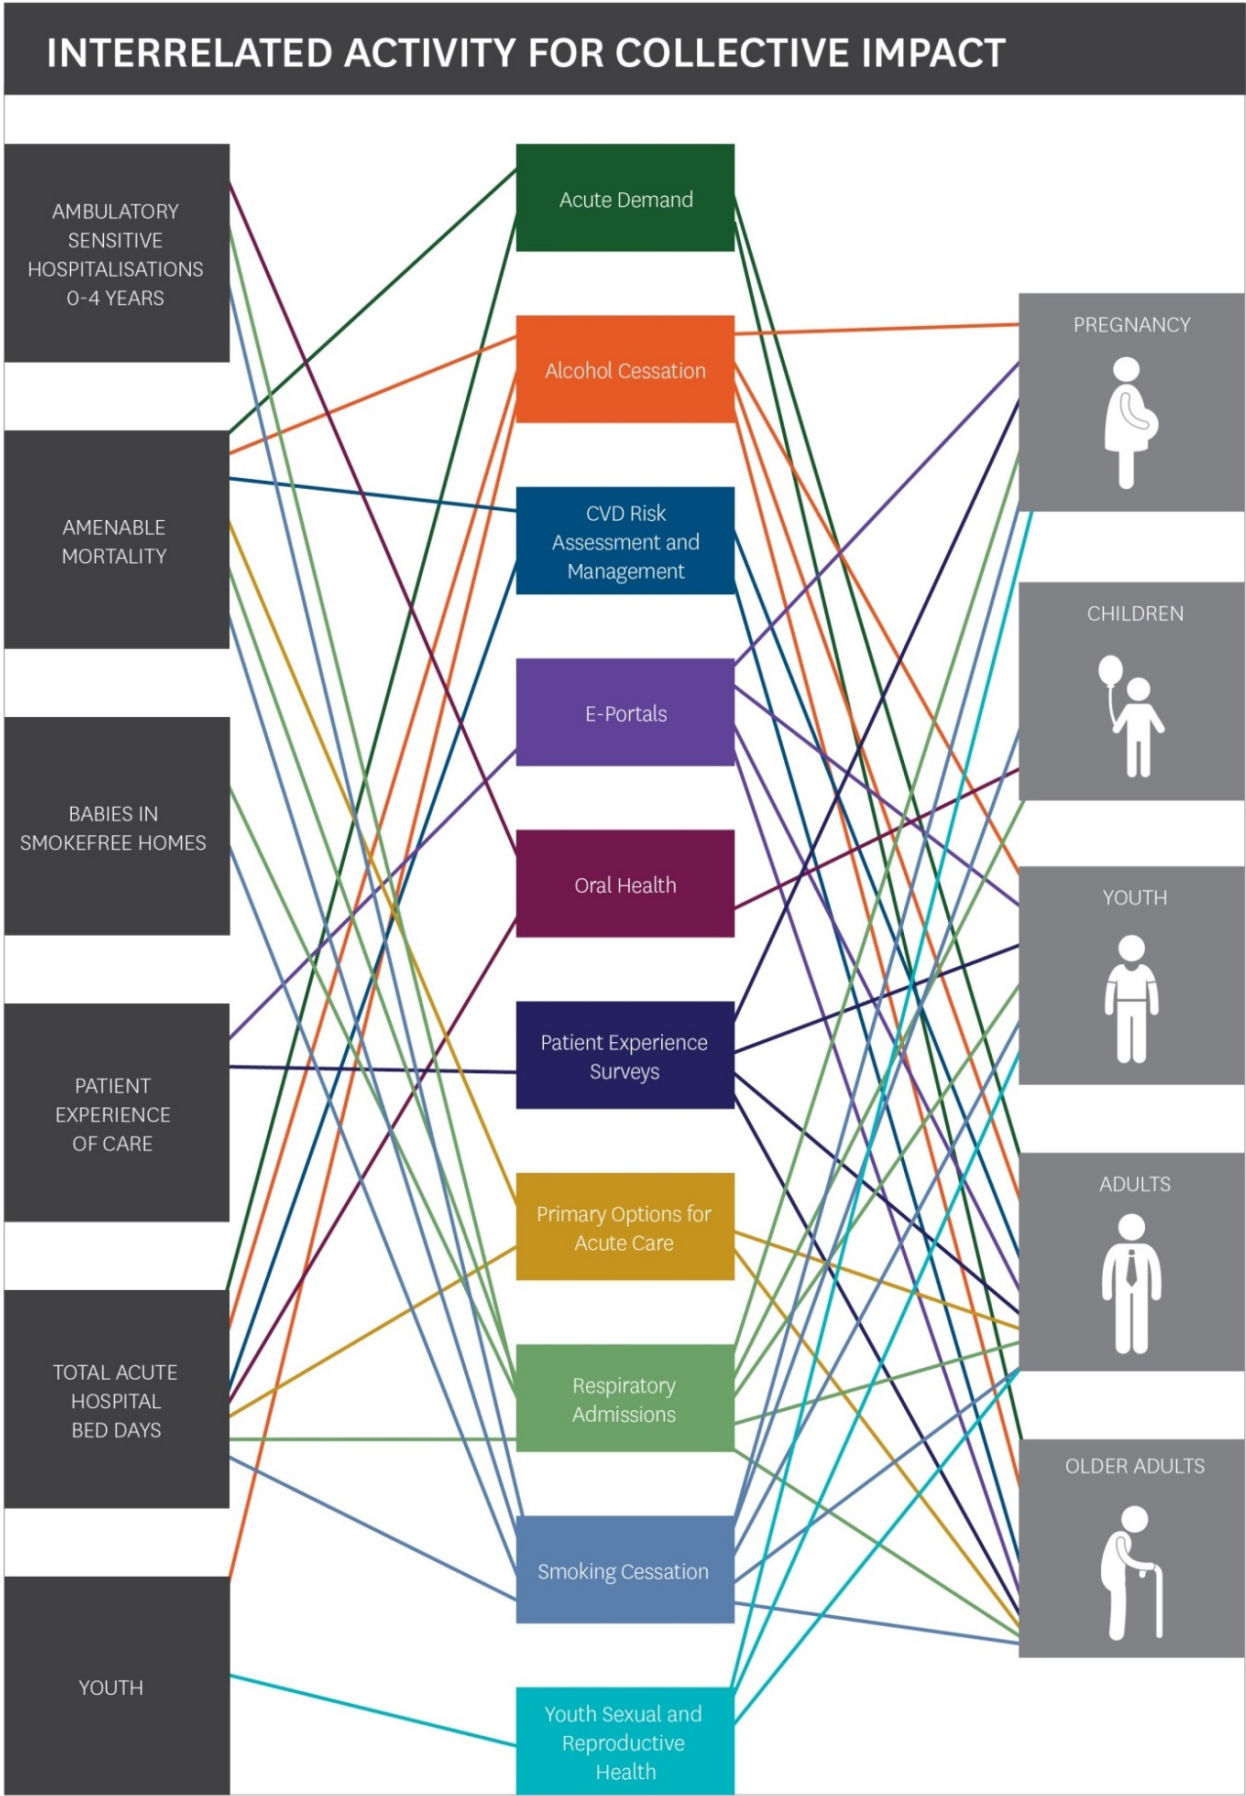 INTERRELATED ACTIVITY FOR COLLECTIVE IMPACT
AMBULATORY
SENSITIVE
HOSPITALISATIONS
0-4 YEARS
AMENABLE
MORTALITY
BABIES IN
SMOKEFREE HOMES
PATIENT
EXPERIENCE
OF CARE
TOTAL ACUTE
HOSPITAL
BED DAYS
YOUTH
Acute Demand
Alcohol Cessation
CVD Risk
Assessment and
Management
E-Portals
Oral Health
Patient Experience
Surveys
Primary Options for
Acute Care
Respiratory
Admissions
Smoking Cessation
Youth Sexual and
Reproductive
Health
PREGNANCY
CHILDREN
YOUTH
ADULTS
OLDER ADULTS